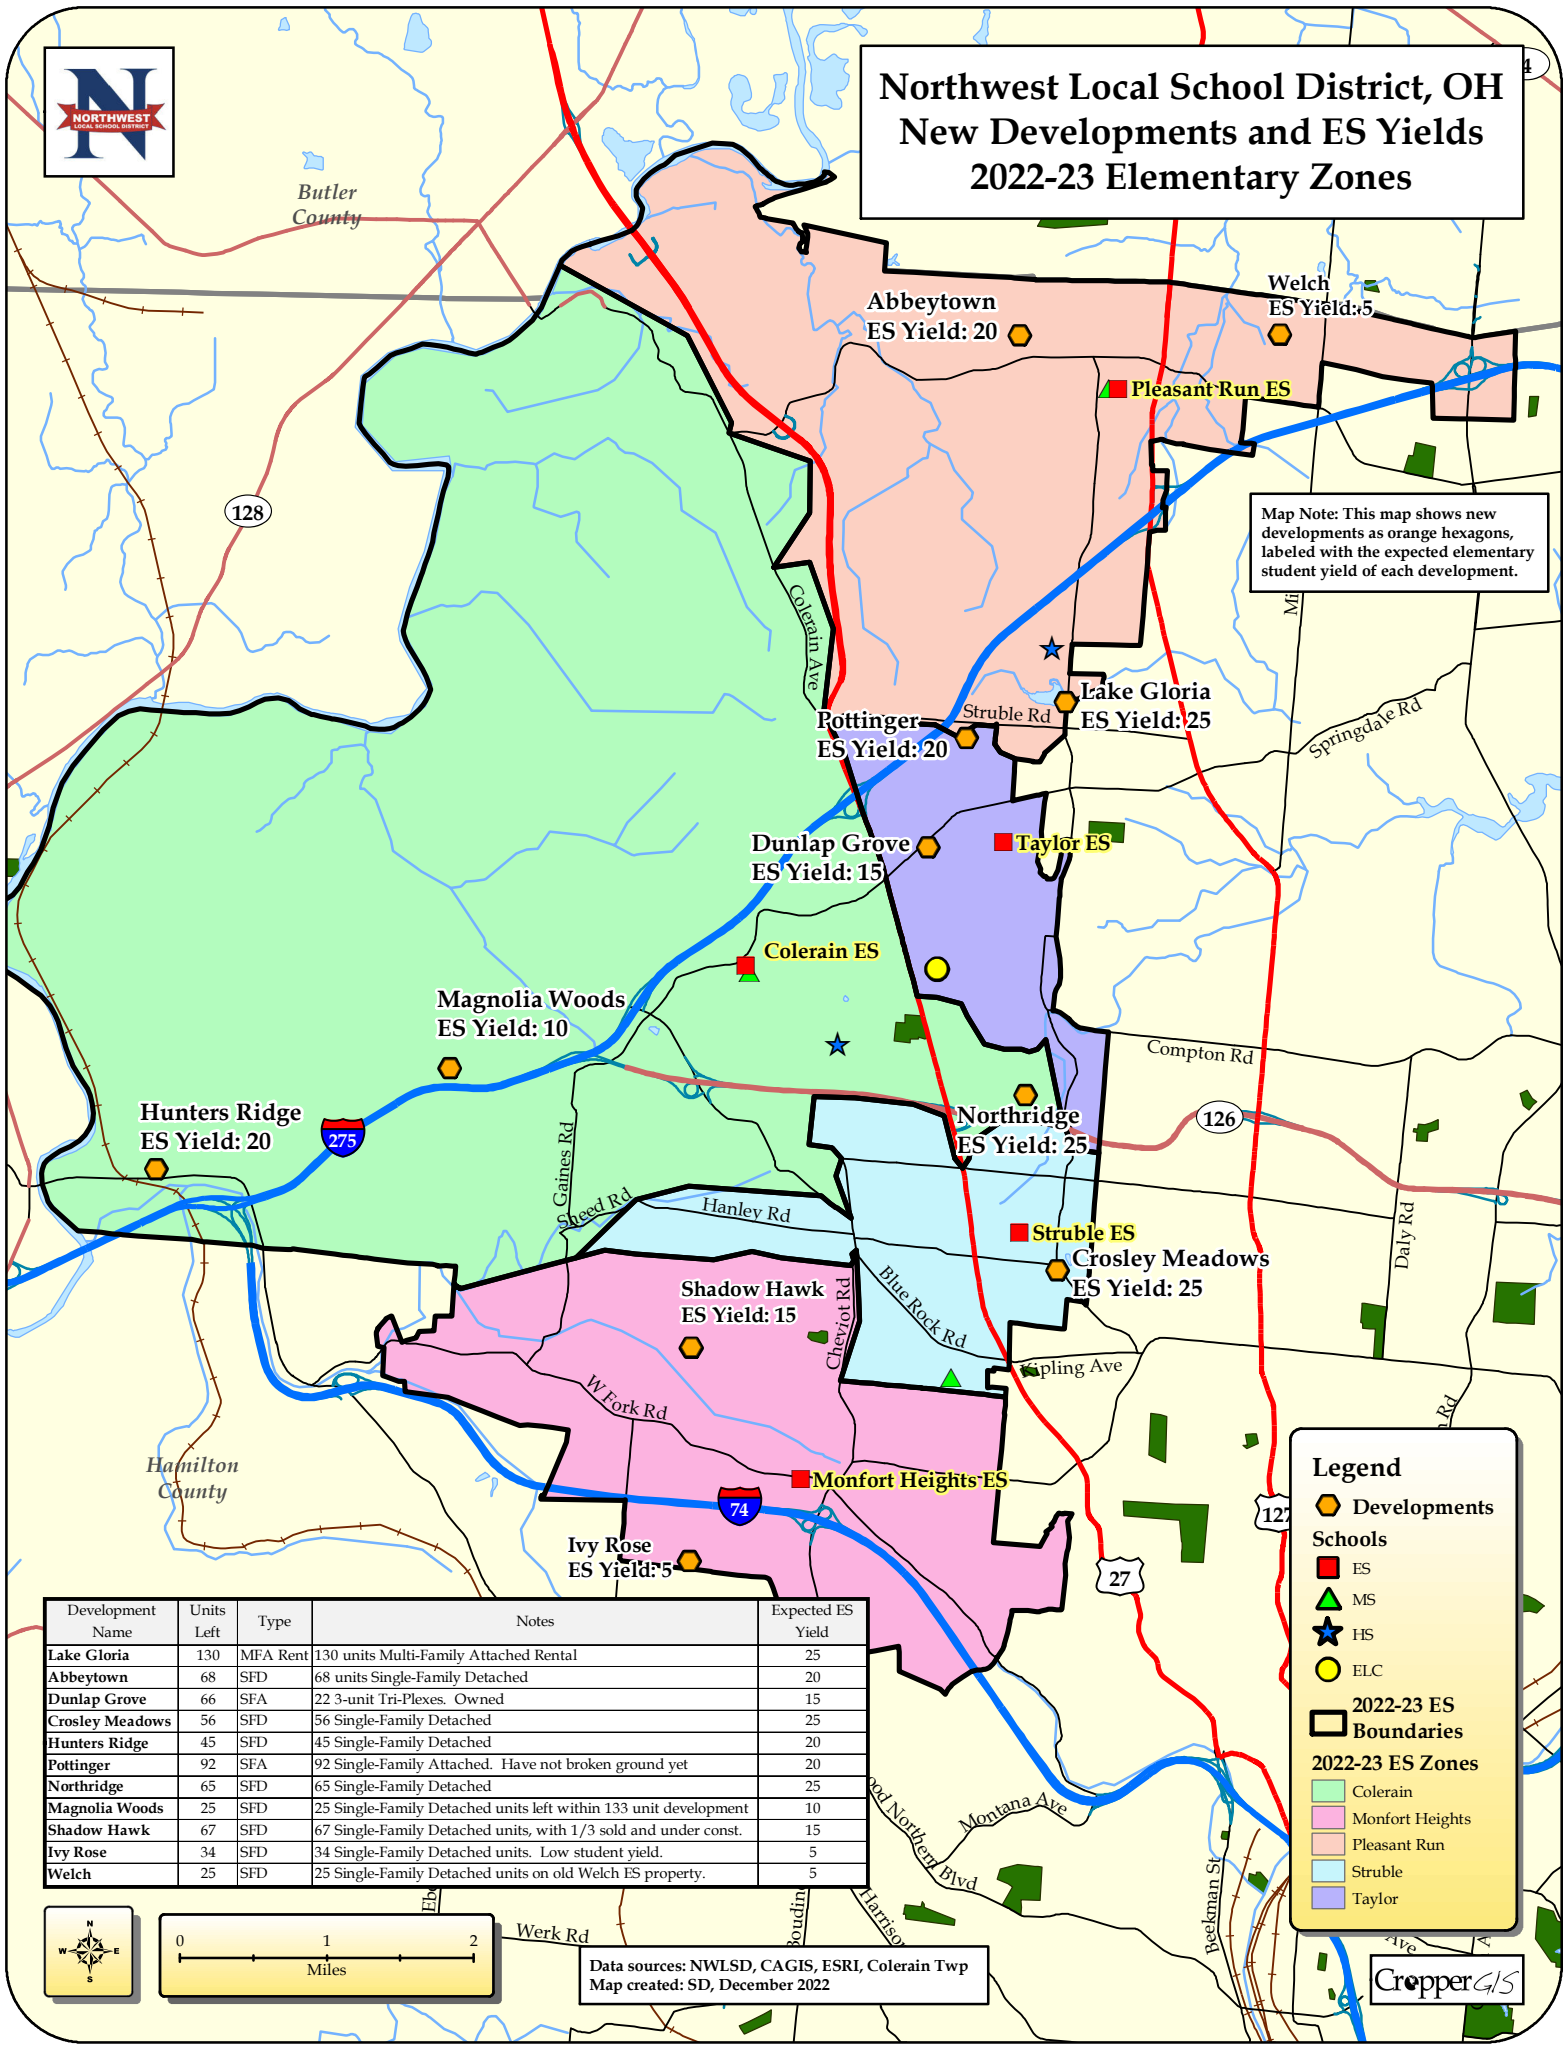 Northwest Local School District, OH
New Developments and ES Yields
2022-23 Elementary Zones
N
NORTHWEST
LOCAL SCHOOL DISTRICT
4
Butler
County
Abbeytown
ES Yield: 20
Welch
ES Yield: 5
Pleasant Run ES
128
Map Note: This map shows new
developments as orange hexagons,
labeled with the expected elementary
student yield of each development.
Colerain Ave
Mi
Lake Gloria
ES Yield: 25
Struble Rd
Pottinger
ES Yield: 20
Springdale Rd
Dunlap Grove
ES Yield: 15
Taylor ES
Colerain ES
Magnolia Woods
ES Yield: 10
Compton Rd
Hunters Ridge
ES Yield: 20
275
Northridge
ES Yield: 25
126
Gaines Rd
Sheed Rd
Hanley Rd
Daly Rd
Struble ES
Crosley Meadows
ES Yield: 25
Shadow Hawk
ES Yield: 15
Cheviot Rd
Blue Rock Rd
Kipling Ave
W Fork Rd
n Rd
Hamilton
County
Monfort Heights ES
74
127
27
Ivy Rose
ES Yield: 5
Legend
Developments
Schools
ES
MS
HS
ELC
2022-23 ES
Boundaries
2022-23 ES Zones
Colerain
Monfort Heights
Pleasant Run
Struble
Taylor
Development Name Units Left Type Notes Expected ES Yield
Lake Gloria 130 MFA Rent 130 units Multi-Family Attached Rental 25
Abbeytown 68 SFD 68 units Single-Family Detached 20
Dunlap Grove 66 SFA 22 3-unit Tri-Plexes. Owned 15
Crosley Meadows 56 SFD 56 Single-Family Detached 25
Hunters Ridge 45 SFD 45 Single-Family Detached 20
Pottinger 92 SFA 92 Single-Family Attached. Have not broken ground yet 20
Northridge 65 SFD 65 Single-Family Detached 25
Magnolia Woods 25 SFD 25 Single-Family Detached units left within 133 unit development 10
Shadow Hawk 67 SFD 67 Single-Family Detached units, with 1/3 sold and under const. 15
Ivy Rose 34 SFD 34 Single-Family Detached units. Low student yield. 5
Welch 25 SFD 25 Single-Family Detached units on old Welch ES property. 5
ood Northern Blvd
Montana Ave
Beekman St
Ebe
Boudin
Harriso
Werk Rd
Ave
A
N
W
E
S
0 1 2
Miles
Data sources: NWLSD, CAGIS, ESRI, Colerain Twp
Map created: SD, December 2022
CropperGIS